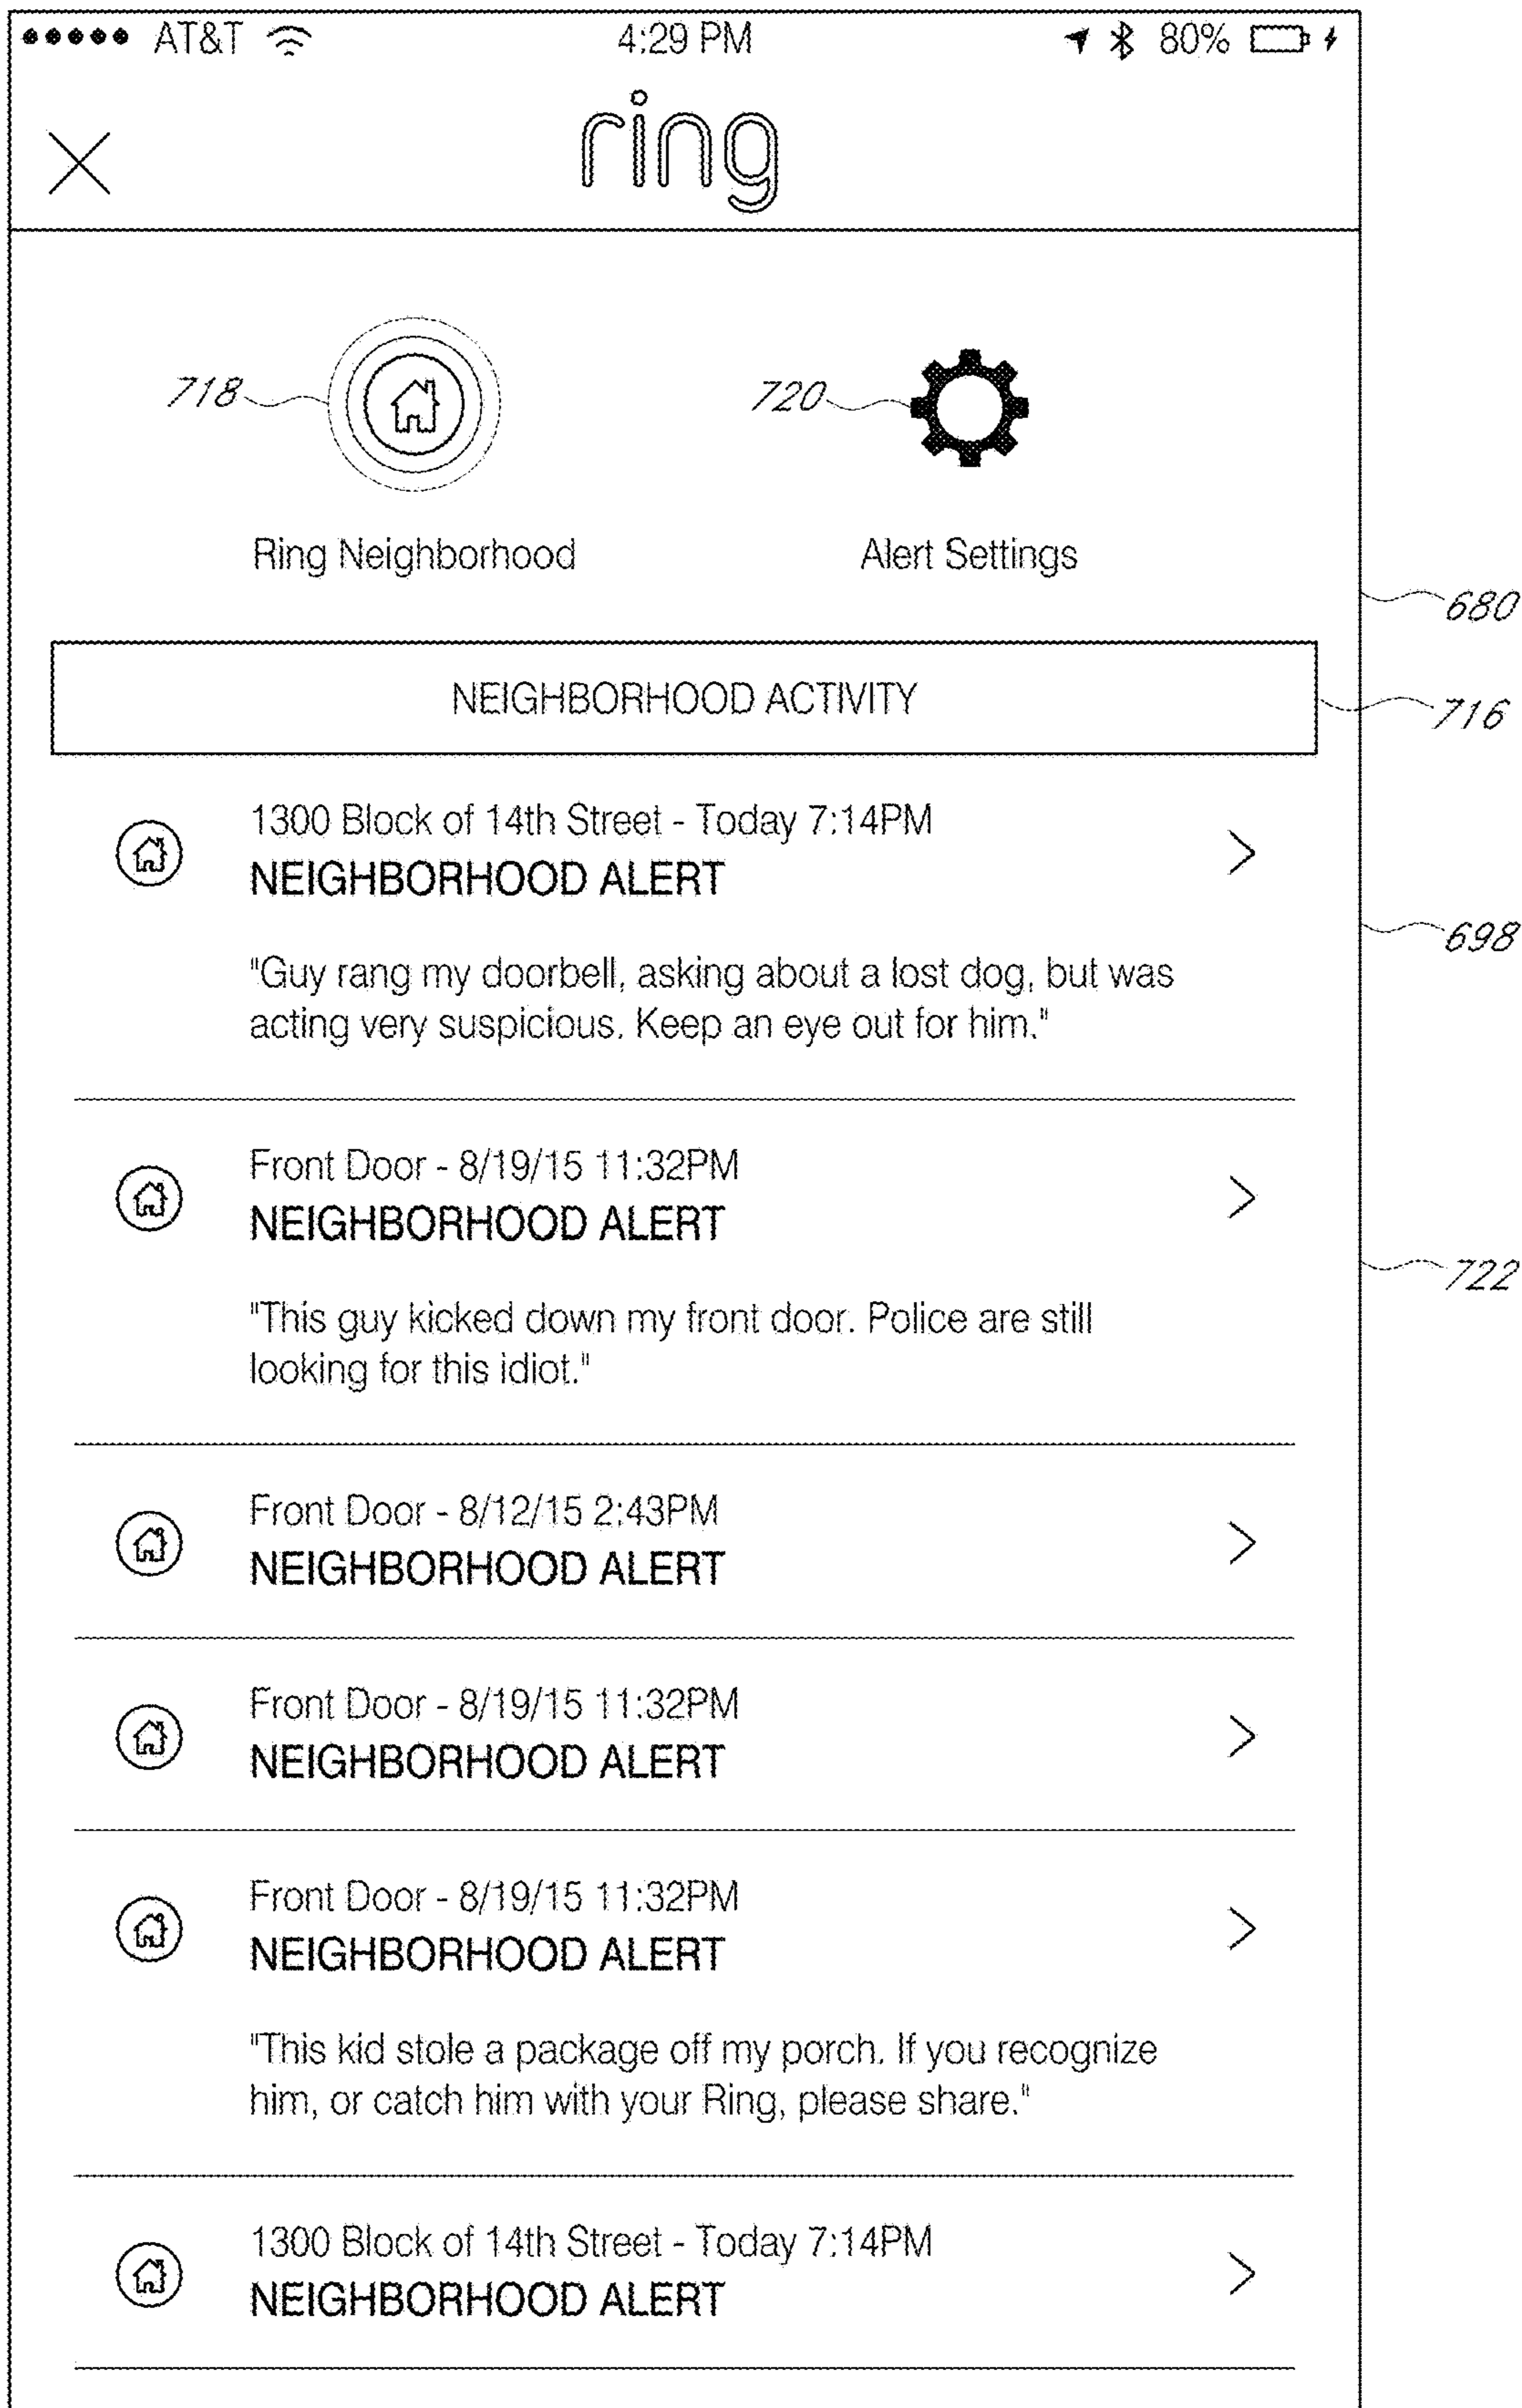 AT&T 4:29 PM 80%
ring
718 720
Ring Neighborhood Alert Settings
680
NEIGHBORHOOD ACTIVITY
716
1300 Block of 14th Street - Today 7:14PM
NEIGHBORHOOD ALERT
698
"Guy rang my doorbell, asking about a lost dog, but was
acting very suspicious. Keep an eye out for him."
Front Door - 8/19/15 11:32PM
NEIGHBORHOOD ALERT
722
"This guy kicked down my front door. Police are still
looking for this idiot."
Front Door - 8/12/15 2:43PM
NEIGHBORHOOD ALERT
Front Door - 8/19/15 11:32PM
NEIGHBORHOOD ALERT
Front Door - 8/19/15 11:32PM
NEIGHBORHOOD ALERT
"This kid stole a package off my porch. If you recognize
him, or catch him with your Ring, please share."
1300 Block of 14th Street - Today 7:14PM
NEIGHBORHOOD ALERT